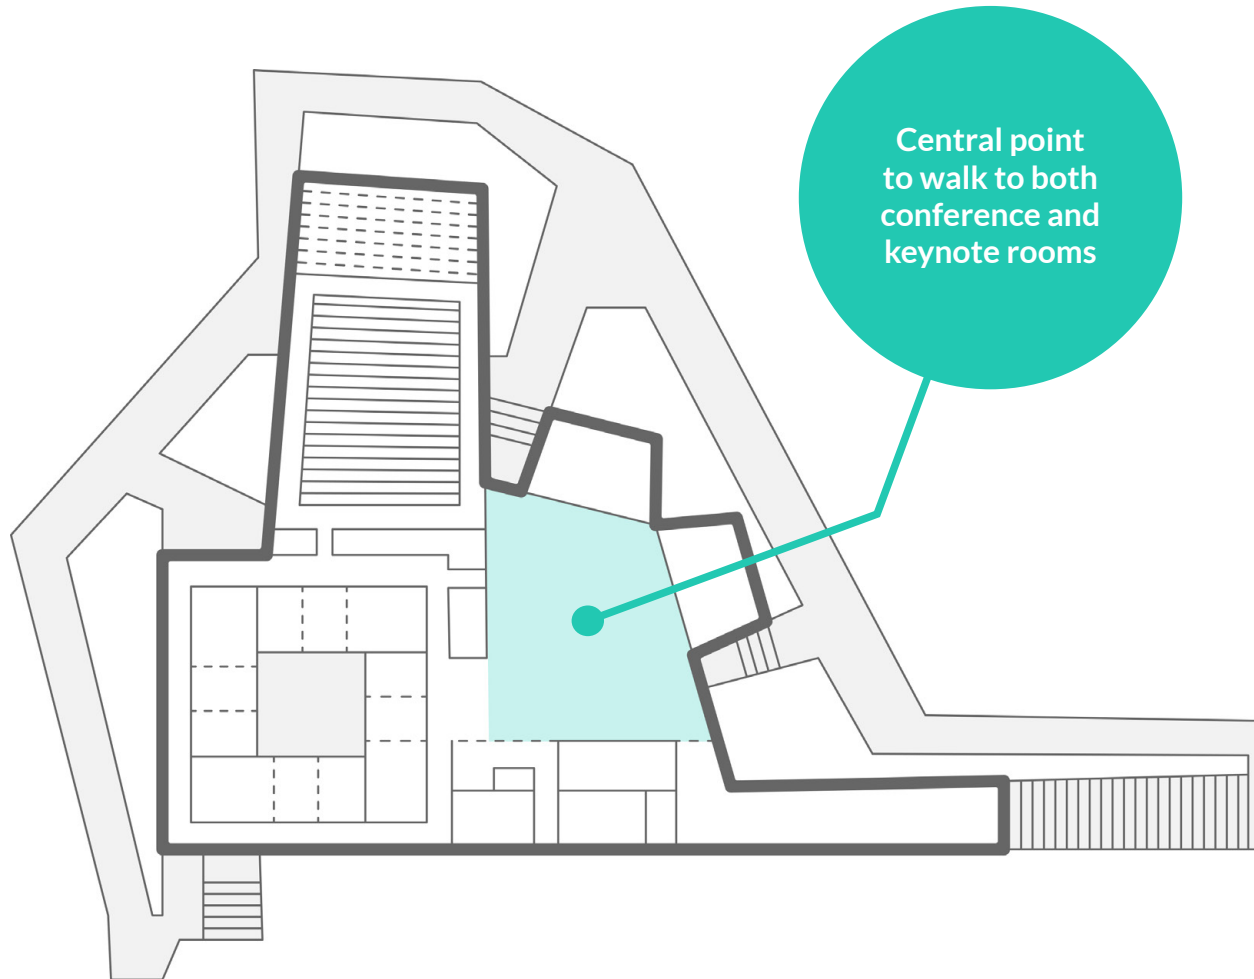 Central point
to walk to both
conference and
keynote rooms